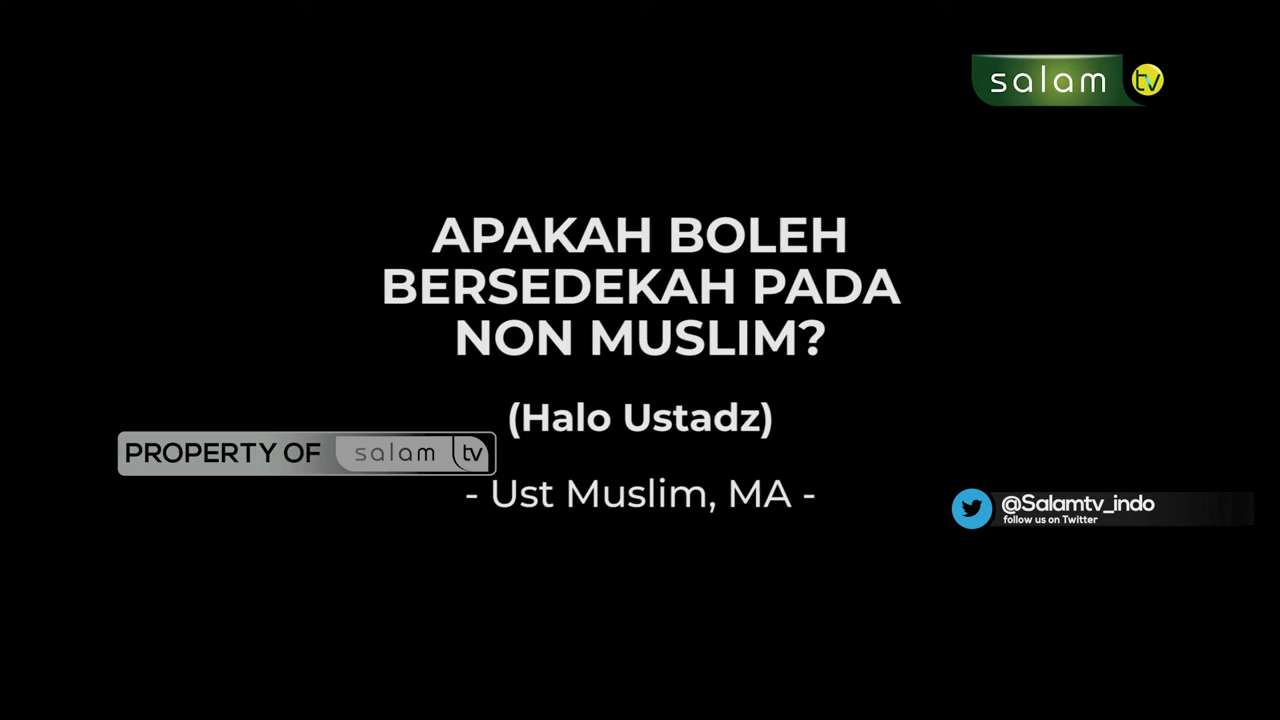 salam tv
APAKAH BOLEH
BERSEDEKAH PADA
NON MUSLIM?
(Halo Ustadz)
PROPERTY OF salam tv
- Ust Muslim, MA -
@Salamtv_indo
follow us on Twitter